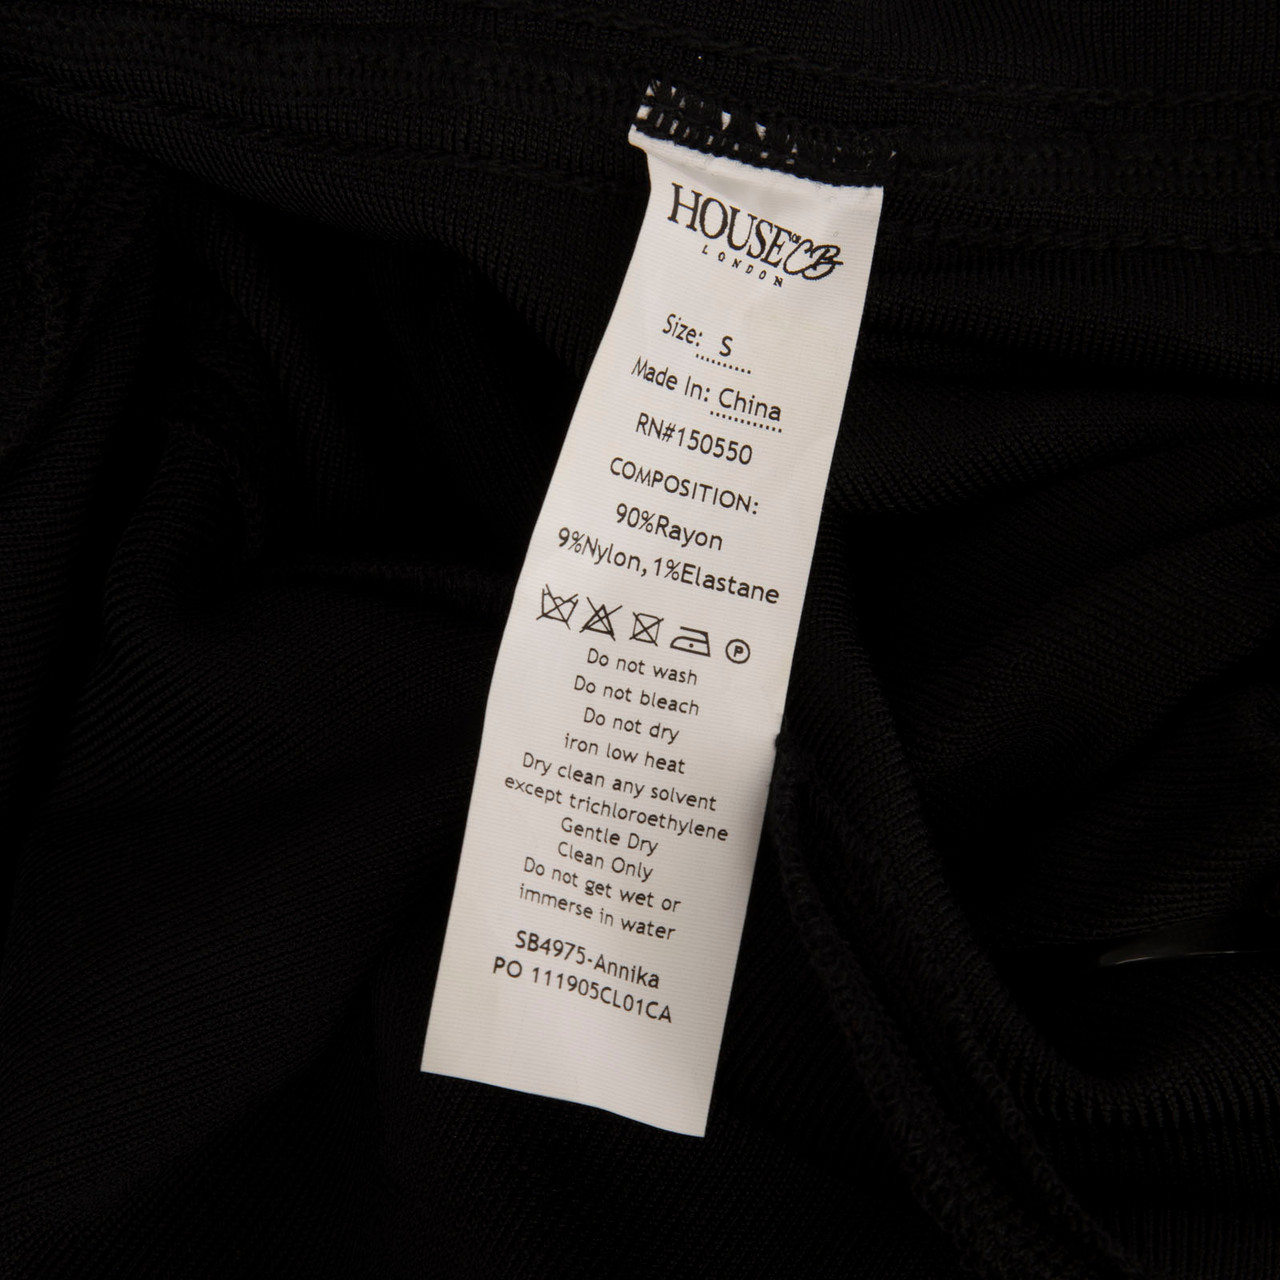 HOUSE OF CB
LONDON
Size: S
Made In: China
RN#150550
COMPOSITION:
90%Rayon
9%Nylon, 1%Elastane
P
Do not wash
Do not bleach
Do not dry
iron low heat
Dry clean any solvent
except trichloroethylene
Gentle Dry
Clean Only
Do not get wet or
immerse in water
SB4975-Annika
PO 111905CL01CA